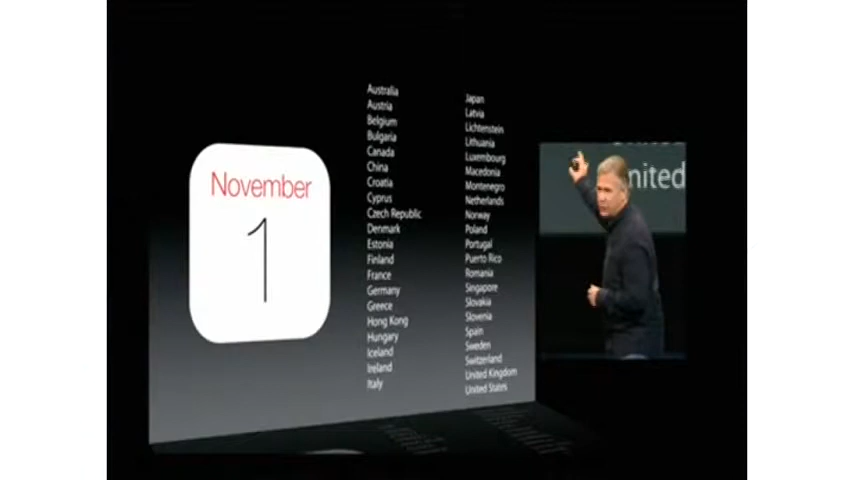 November
1
Australia
Austria
Belgium
Bulgaria
Canada
China
Croatia
Cyprus
Czech Republic
Denmark
Estonia
Finland
France
Germany
Greece
Hong Kong
Hungary
Iceland
Ireland
Italy
Japan
Latvia
Lichtenstein
Lithuania
Luxembourg
Macedonia
Montenegro
Netherlands
Norway
Poland
Portugal
Puerto Rico
Romania
Singapore
Slovakia
Slovenia
Spain
Sweden
Switzerland
United Kingdom
United States
nited